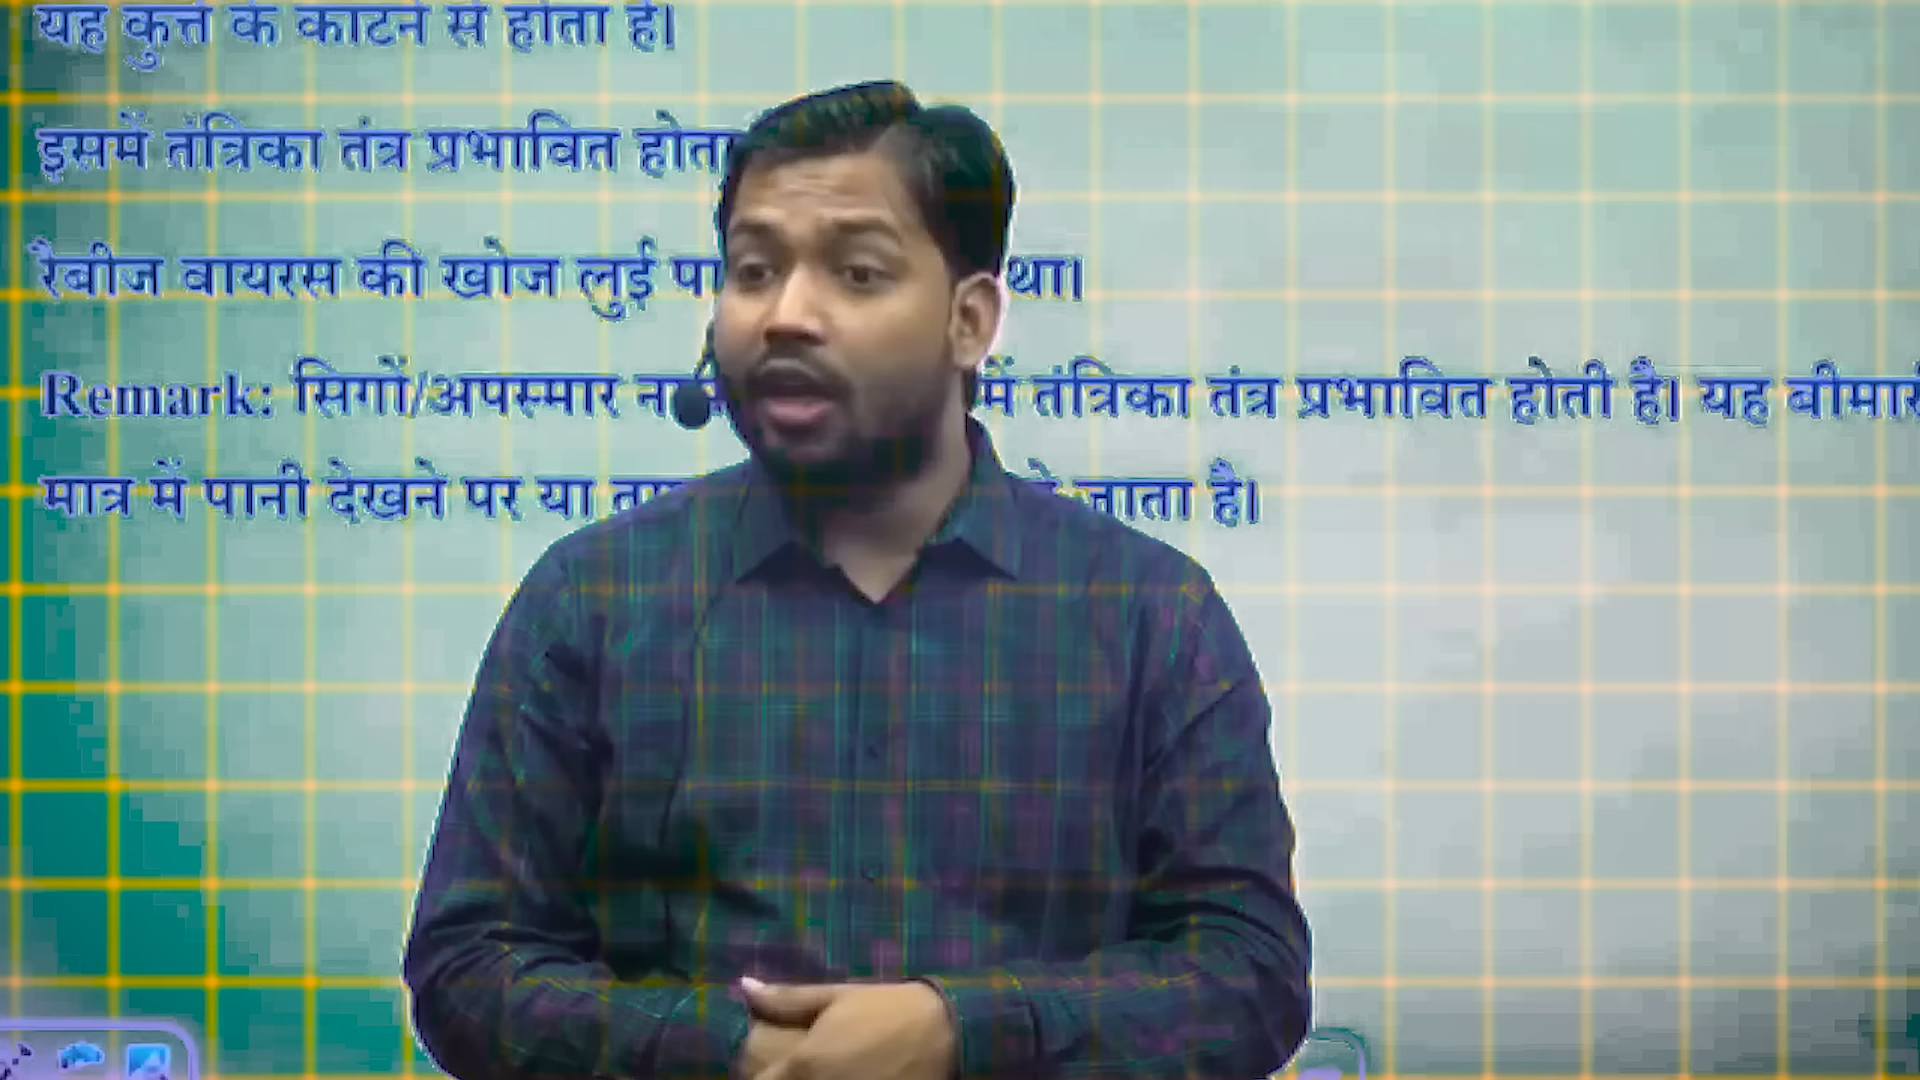 यह कुत्ते के काटने से होता है।
इसमें तंत्रिका तंत्र प्रभावित
रैबीज वायरस की खोज लुई था।
Remark: सिगों/अपस्मार में तंत्रिका तंत्र प्रभावित होती है। यह
मात्र में पानी देखने पर या जाता है।